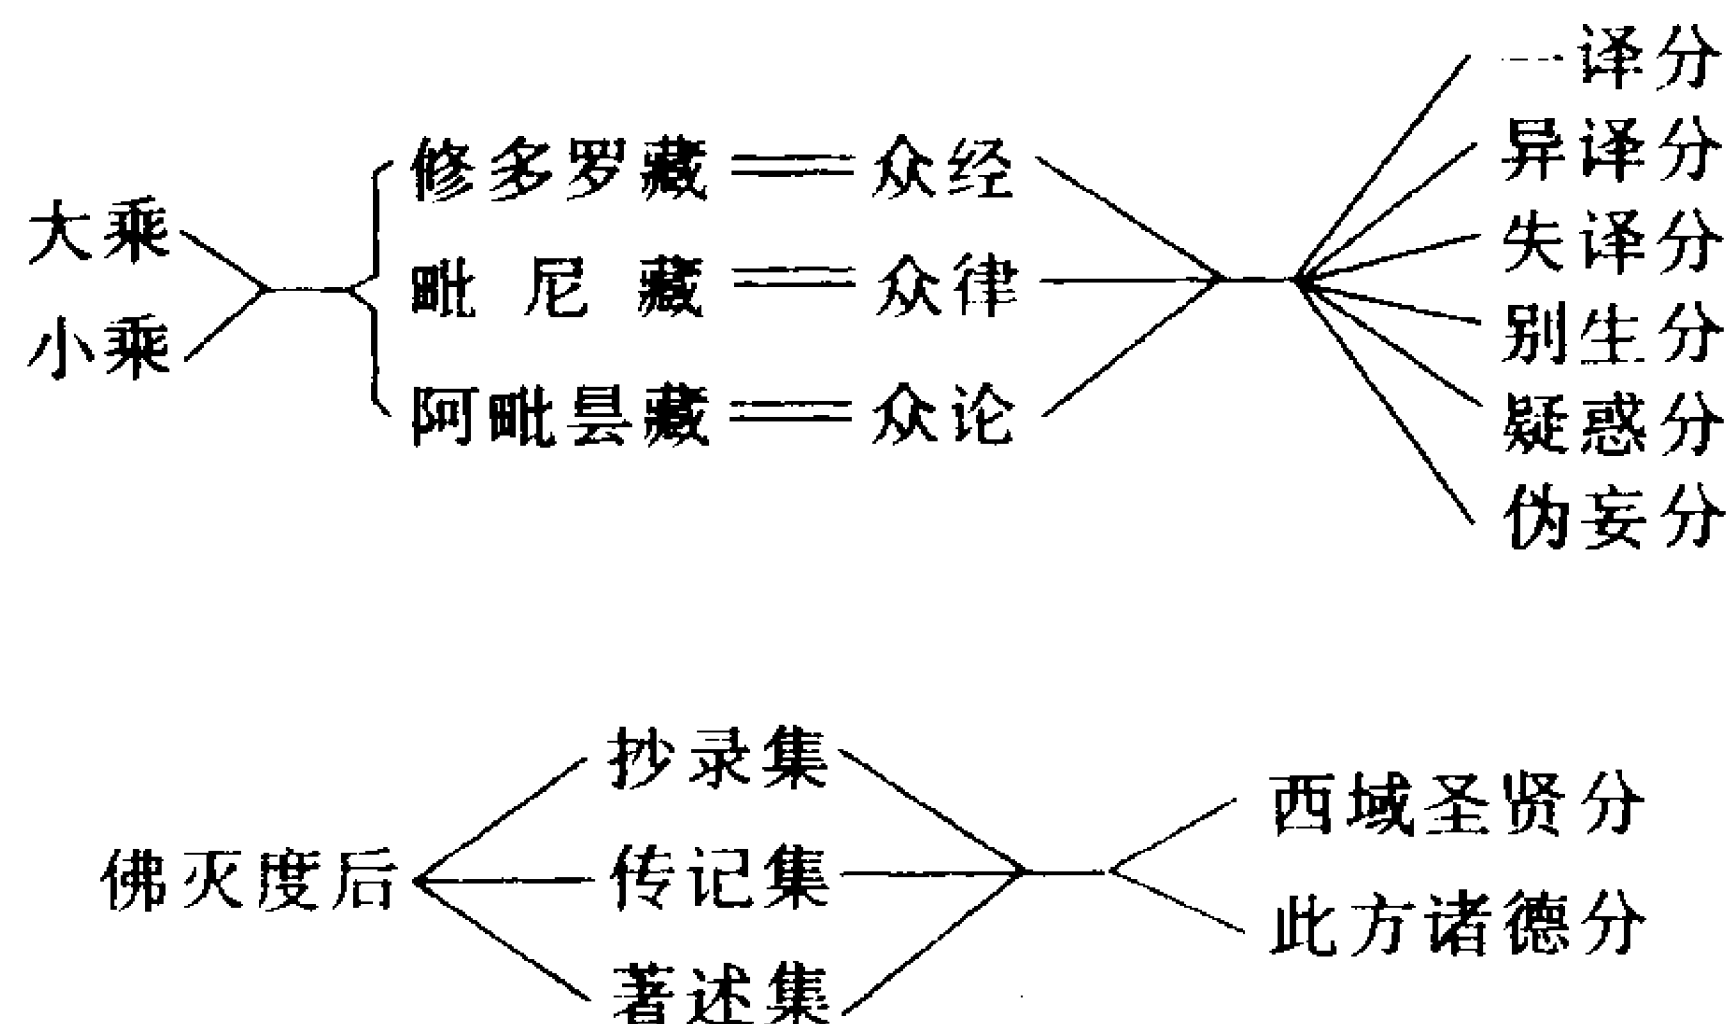 大乘
小乘
修多罗藏 众经
毗尼藏 众律
阿毗昙藏 众论
一译分
异译分
失译分
别生分
疑惑分
伪妄分
佛灭度后
抄录集
传记集
著述集
西域圣贤分
此方诸德分